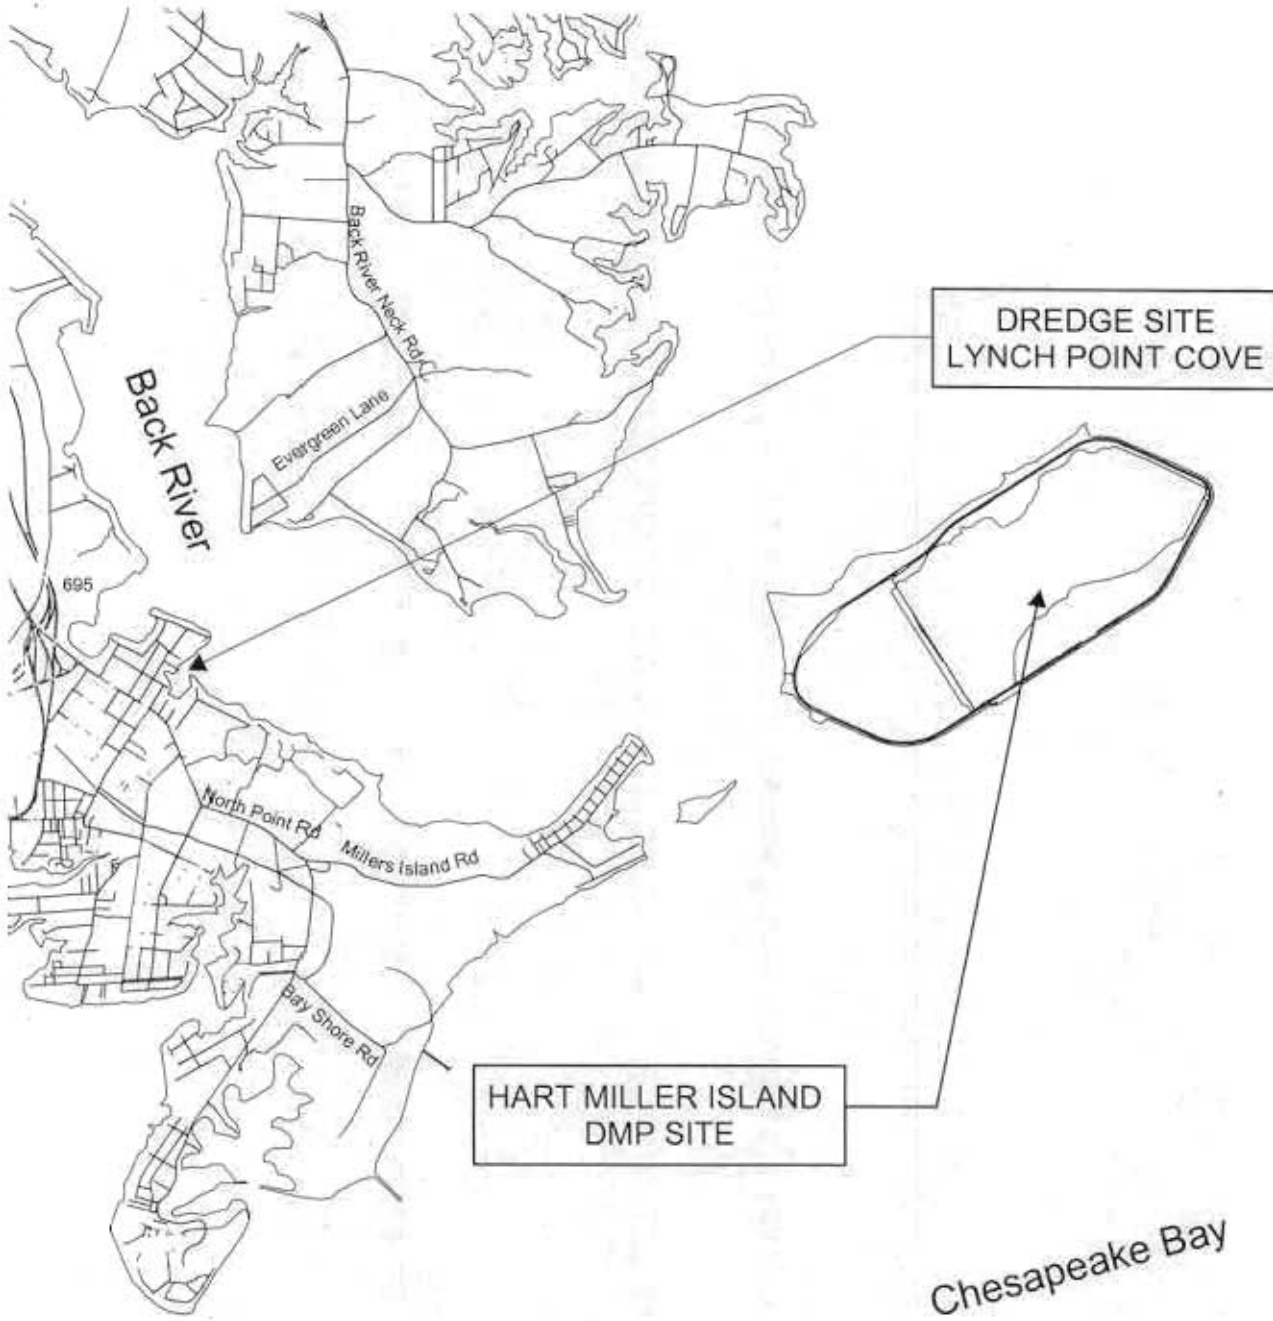 DREDGE SITE
LYNCH POINT COVE
Back River Neck Rd
Back River
Evergreen Lane
695
North Point Rd
Millers Island Rd
Bay Shore Rd
HART MILLER ISLAND
DMP SITE
Chesapeake Bay